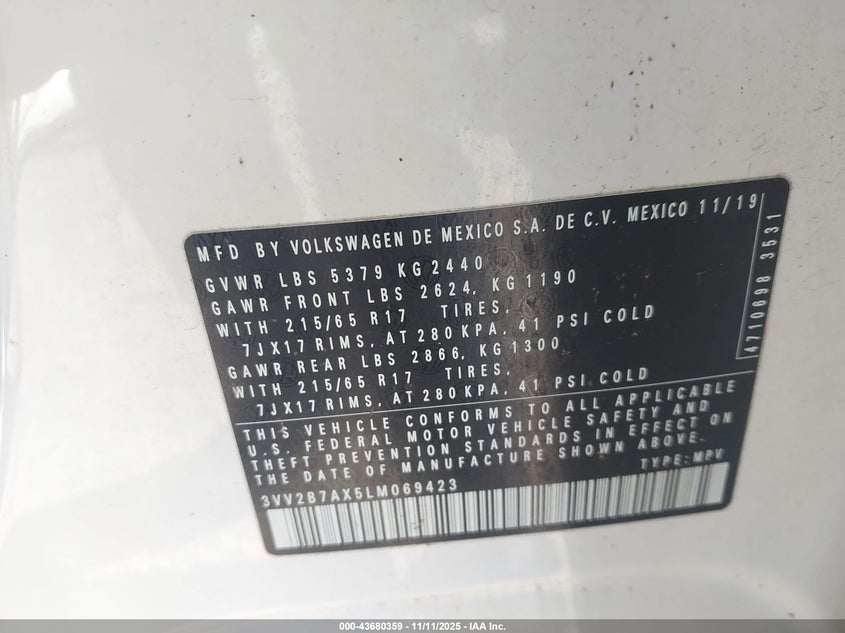 MFD BY VOLKSWAGEN DE MEXICO S.A. DE C.V. MEXICO 11/19
GVWR LBS 5379 KG 2440
GAWR FRONT LBS 2624, KG 1190
WITH 215/65 R17 TIRES,
7JX17 RIMS, AT 280 KPA, 41 PSI COLD
GAWR REAR LBS 2866, KG 1300
WITH 215/65 R17 TIRES,
7JX17 RIMS, AT 280 KPA, 41 PSI COLD
THIS VEHICLE CONFORMS TO ALL APPLICABLE
U.S. FEDERAL MOTOR VEHICLE SAFETY AND
THEFT PREVENTION STANDARDS IN EFFECT ON
THE DATE OF MANUFACTURE SHOWN ABOVE.
TYPE: MPV
3VV2B7AX5LM069423
4710698 3531
000-43680359 | 11/11/2025 - IAA Inc.